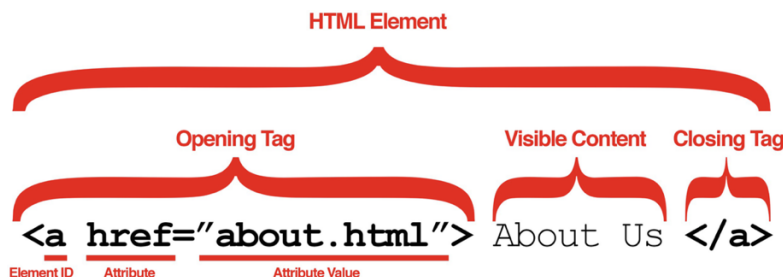 HTML Element
Opening Tag Visible Content Closing Tag
<a href=”about.html”> About Us </a>
Element ID Attribute Attribute Value